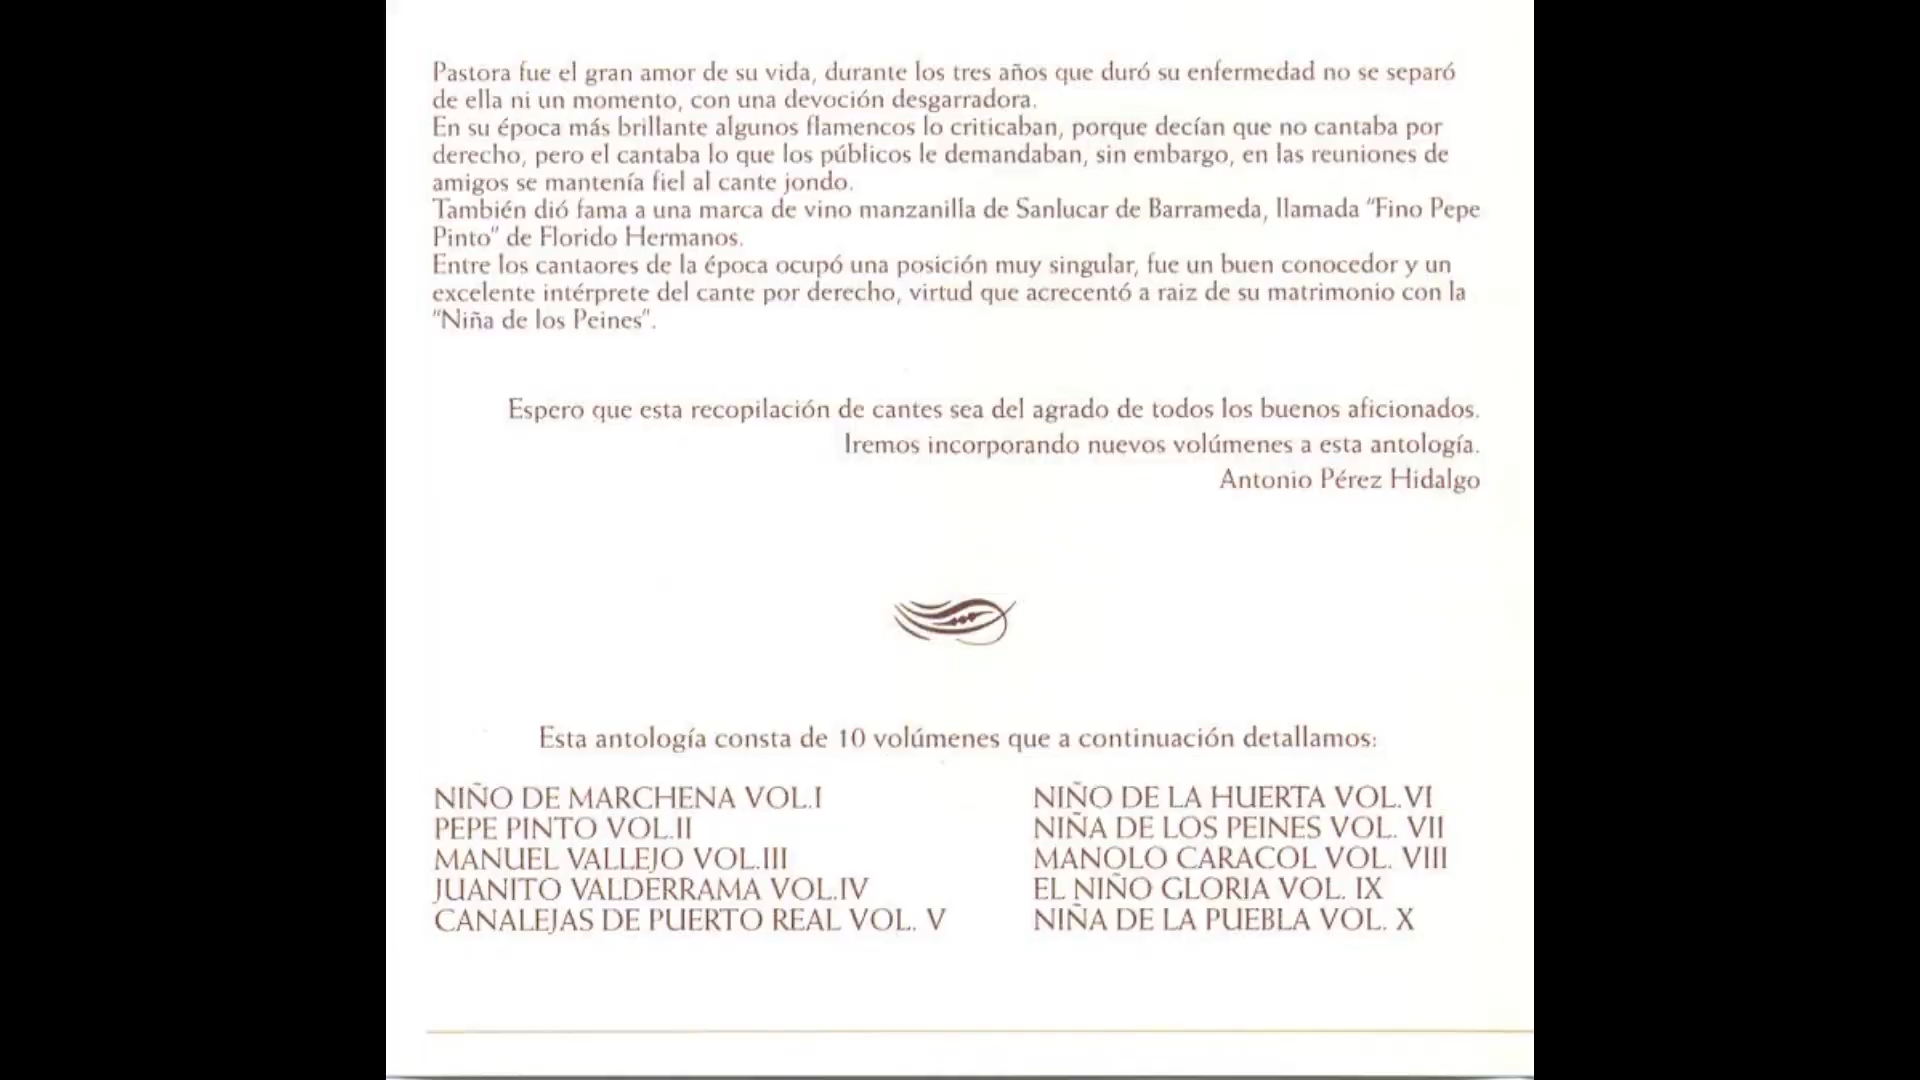 Pastora fue el gran amor de su vida, durante los tres años que duró su enfermedad no se separó
de ella ni un momento, con una devoción desgarradora.
En su época más brillante algunos flamencos lo criticaban, porque decían que no cantaba por
derecho, pero el cantaba lo que los públicos le demandaban, sin embargo, en las reuniones de
amigos se mantenía fiel al cante jondo.
También dió fama a una marca de vino manzanilla de Sanlucar de Barrameda, llamada "Fino Pepe
Pinto" de Florido Hermanos.
Entre los cantaores de la época ocupó una posición muy singular, fue un buen conocedor y un
excelente intérprete del cante por derecho, virtud que acrecentó a raiz de su matrimonio con la
"Niña de los Peines".
Espero que esta recopilación de cantes sea del agrado de todos los buenos aficionados.
Iremos incorporando nuevos volúmenes a esta antología.
Antonio Pérez Hidalgo
Esta antología consta de 10 volúmenes que a continuación detallamos:
NIÑO DE MARCHENA VOL.I
PEPE PINTO VOL.II
MANUEL VALLEJO VOL.III
JUANITO VALDERRAMA VOL.IV
CANALEJAS DE PUERTO REAL VOL. V
NIÑO DE LA HUERTA VOL.VI
NIÑA DE LOS PEINES VOL. VII
MANOLO CARACOL VOL. VIII
EL NIÑO GLORIA VOL. IX
NIÑA DE LA PUEBLA VOL. X